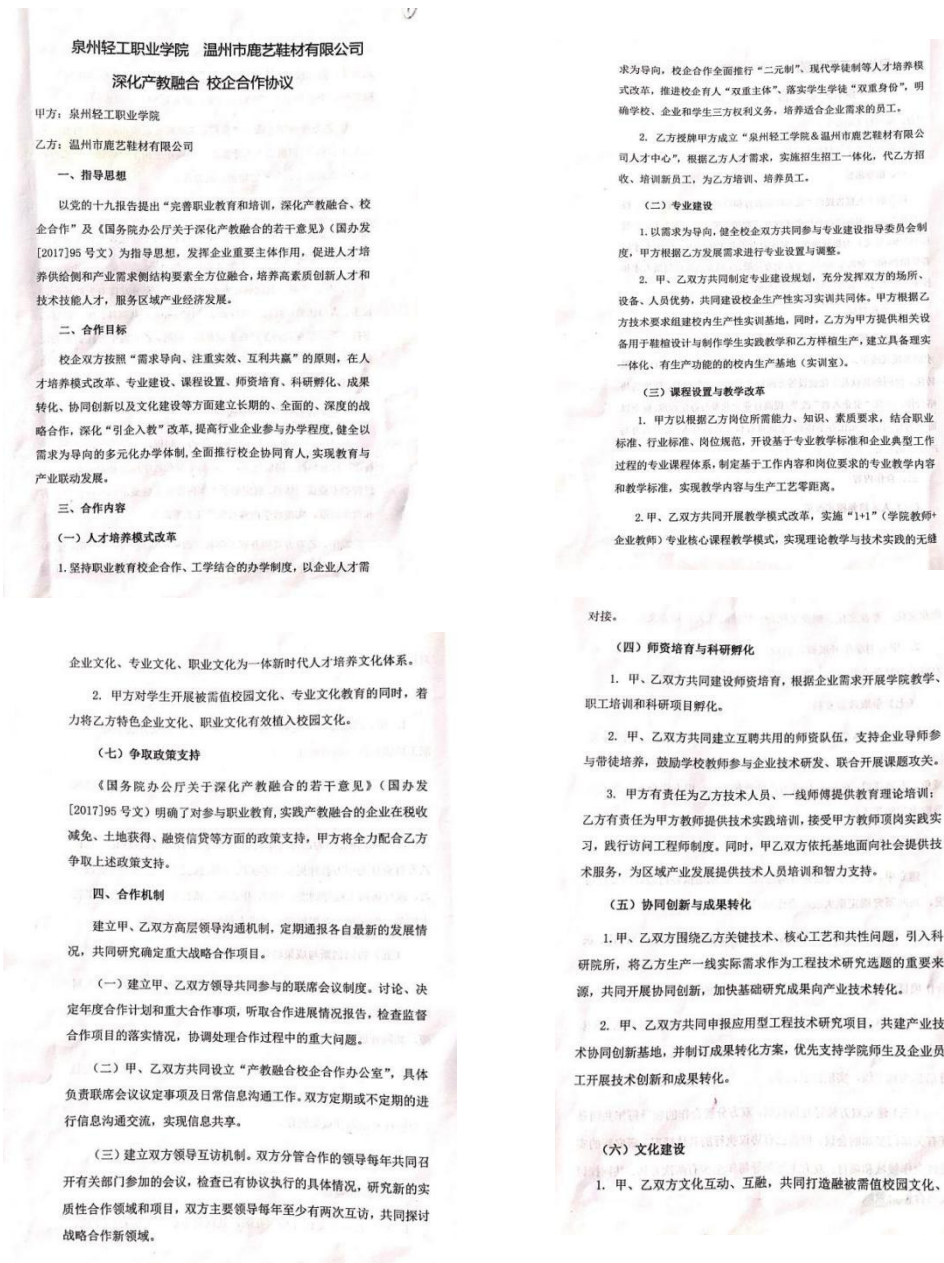 泉州轻工职业学院 温州市鹿艺鞋材有限公司
深化产教融合 校企合作协议
甲方：泉州轻工职业学院
乙方：温州市鹿艺鞋材有限公司
一、指导思想
以党的十九报告提出“完善职业教育和培训，深化产教融合、校
企合作”及《国务院办公厅关于深化产教融合的若干意见》（国办发
[2017]95 号文）为指导思想，发挥企业重要主体作用，促进人才培
养供给侧和产业需求侧结构要素全方位融合，培养高素质创新人才和
技术技能人才，服务区域产业经济发展。
二、合作目标
校企双方按照“需求导向、注重实效、互利共赢”的原则，在人
才培养模式改革、专业建设、课程设置、师资培育、科研孵化、成果
转化、协同创新以及文化建设等方面建立长期的、全面的、深度的战
略合作，深化“引企入教”改革，提高行业企业参与办学程度，健全以
需求为导向的多元化办学体制，全面推行校企协同育人，实现教育与
产业联动发展。
三、合作内容
（一）人才培养模式改革
1.坚持职业教育校企合作、工学结合的办学制度，以企业人才需
求为导向，校企合作全面推行“二元制”、现代学徒制等人才培养模
式改革，推进校企育人“双重主体”、落实学生学徒“双重身份”，明
确学校、企业和学生三方权利义务，培养适合企业需求的员工。
2. 乙方授牌甲方成立“泉州轻工学院&温州市鹿艺鞋材有限公
司人才中心”，根据乙方人才需求，实施招生招工一体化，代乙方招
收、培训新员工，为乙方培训、培养员工。
（二）专业建设
1.以需求为导向，健全校企双方共同参与专业建设指导委员会制
度，甲方根据乙方发展需求进行专业设置与调整。
2. 甲、乙双方共同制定专业建设规划，充分发挥双方的场所、
设备、人员优势，共同建设校企生产性实习实训共同体。甲方根据乙
方技术要求组建校内生产性实训基地，同时，乙方为甲方提供相关设
备用于鞋楦设计与制作学生实践教学和乙方样楦生产，建立具备理实
一体化、有生产功能的的校内生产基地（实训室）。
（三）课程设置与教学改革
1. 甲方以根据乙方岗位所需能力、知识、素质要求，结合职业
标准、行业标准、岗位规范，开设基于专业教学标准和企业典型工作
过程的专业课程体系，制定基于工作内容和岗位要求的专业教学内容
和教学标准，实现教学内容与生产工艺零距离。
2.甲、乙双方共同开展教学模式改革，实施“1+1”（学院教师+
企业教师）专业核心课程教学模式，实现理论教学与技术实践的无缝
对接。
（四）师资培育与科研孵化
1. 甲、乙双方共同建设师资培育，根据企业需求开展学院教学、
职工培训和科研项目孵化。
2. 甲、乙双方共同建立互聘共用的师资队伍，支持企业导师参
与带徒培养，鼓励学校教师参与企业技术研发、联合开展课题攻关。
3. 甲方有责任为乙方技术人员、一线师傅提供教育理论培训；
乙方有责任为甲方教师提供技术实践培训，接受甲方教师顶岗实践实
习，践行访问工程师制度。同时，甲乙双方依托基地面向社会提供技
术服务，为区域产业发展提供技术人员培训和智力支持。
（五）协同创新与成果转化
1.甲、乙双方围绕乙方关键技术、核心工艺和共性问题，引入科
研院所，将乙方生产一线实际需求作为工程技术研究选题的重要来
源，共同开展协同创新，加快基础研究成果向产业技术转化。
2. 甲、乙双方共同申报应用型工程技术研究项目，共建产业技
术协同创新基地，并制订成果转化方案，优先支持学院师生及企业员
工开展技术创新和成果转化。
（六）文化建设
1. 甲、乙双方文化互动、互融，共同打造融被需值校园文化、
企业文化、专业文化、职业文化为一体新时代人才培养文化体系。
2. 甲方对学生开展被需值校园文化、专业文化教育的同时，着
力将乙方特色企业文化、职业文化有效植入校园文化。
（七）争取政策支持
《国务院办公厅关于深化产教融合的若干意见》（国办发
[2017]95 号文）明确了对参与职业教育，实践产教融合的企业在税收
减免、土地获得、融资信贷等方面的政策支持，甲方将全力配合乙方
争取上述政策支持。
四、合作机制
建立甲、乙双方高层领导沟通机制，定期通报各自最新的发展情
况，共同研究确定重大战略合作项目。
（一）建立甲、乙双方领导共同参与的联席会议制度。讨论、决
定年度合作计划和重大合作事项，听取合作进展情况报告，检查监督
合作项目的落实情况，协调处理合作过程中的重大问题。
（二）甲、乙双方共同设立“产教融合校企合作办公室”，具体
负责联席会议议定事项及日常信息沟通工作。双方定期或不定期的进
行信息沟通交流，实现信息共享。
（三）建立双方领导互访机制。双方分管合作的领导每年共同召
开有关部门参加的会议，检查已有协议执行的具体情况，研究新的实
质性合作领域和项目，双方主要领导每年至少有两次互访，共同探讨
战略合作新领域。